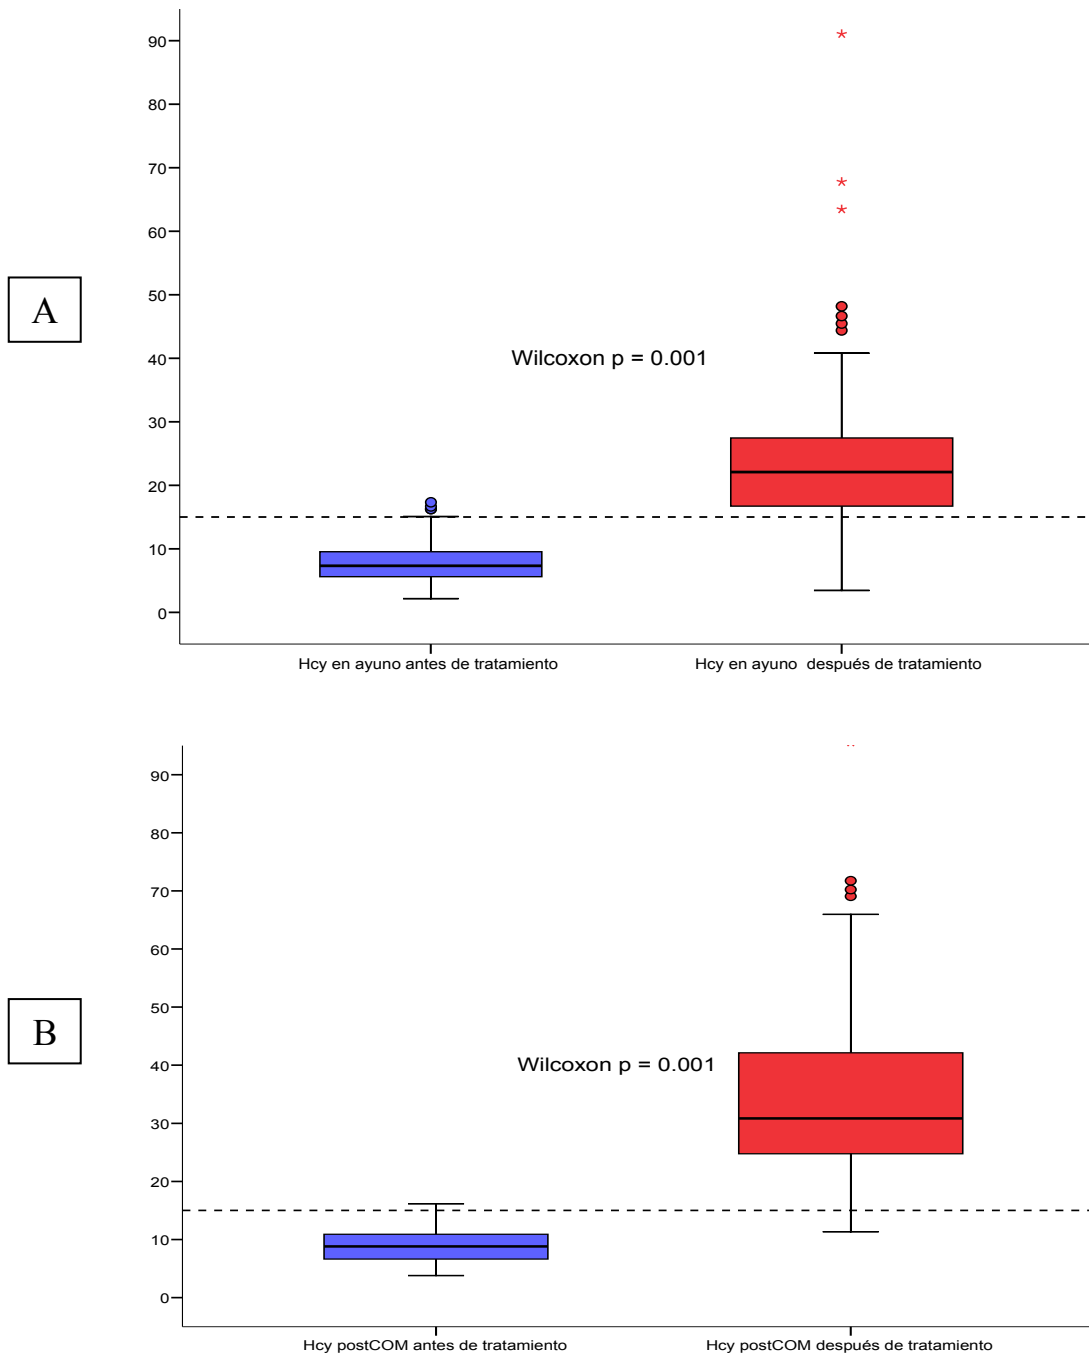 90
80
70
60
50
A
40
Wilcoxon p = 0.001
30
20
10
0
Hcy en ayuno antes de tratamiento
Hcy en ayuno después de tratamiento
90
80
70
60
50
B
40
Wilcoxon p = 0.001
30
20
10
0
Hcy postCOM antes de tratamiento
Hcy postCOM después de tratamiento